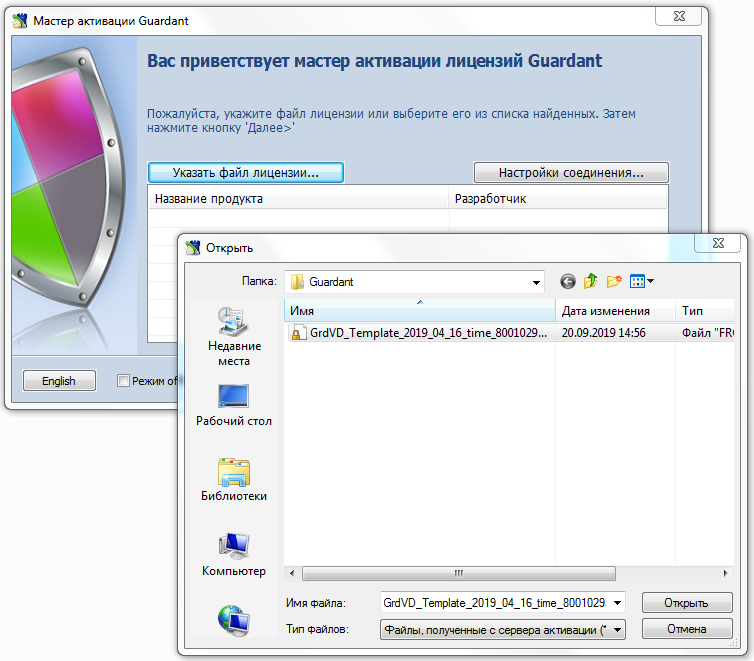 Мастер активации Guardant
Вас приветствует мастер активации лицензий Guardant
Пожалуйста, укажите файл лицензии или выберите его из списка найденных. Затем
нажмите кнопку 'Далее>'
Указать файл лицензии...
Настройки соединения...
Название продукта
Разработчик
English
Режим of
Открыть
Папка:
Guardant
Имя
Дата изменения
Тип
GrdVD_Template_2019_04_16_time_8001029...
20.09.2019 14:56
Файл "FRO
Недавние
места
Рабочий стол
Библиотеки
Компьютер
Имя файла:
GrdVD_Template_2019_04_16_time_8001029
Открыть
Тип файлов:
Файлы, полученные с сервера активации (*
Отмена